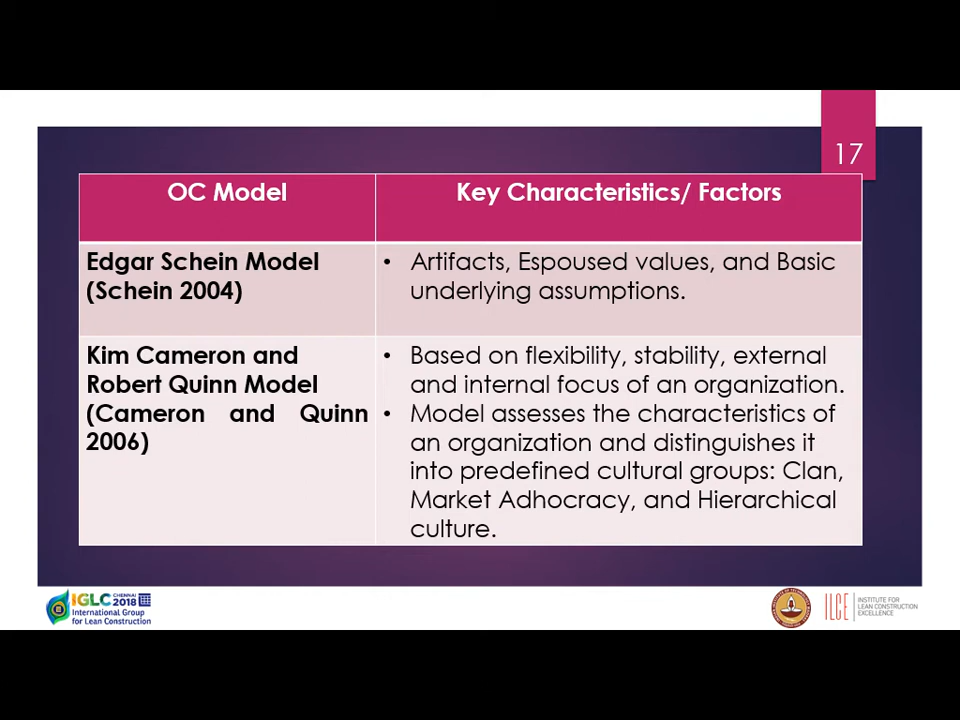 17
OC Model
Key Characteristics/ Factors
Edgar Schein Model
(Schein 2004)
• Artifacts, Espoused values, and Basic
underlying assumptions.
Kim Cameron and
Robert Quinn Model
(Cameron and Quinn
2006)
• Based on flexibility, stability, external
and internal focus of an organization.
• Model assesses the characteristics of
an organization and distinguishes it
into predefined cultural groups: Clan,
Market Adhocracy, and Hierarchical
culture.
IGLC CHENNAI 2018
International Group
for Lean Construction
ILCE
INSTITUTE FOR
LEAN CONSTRUCTION
EXCELLENCE